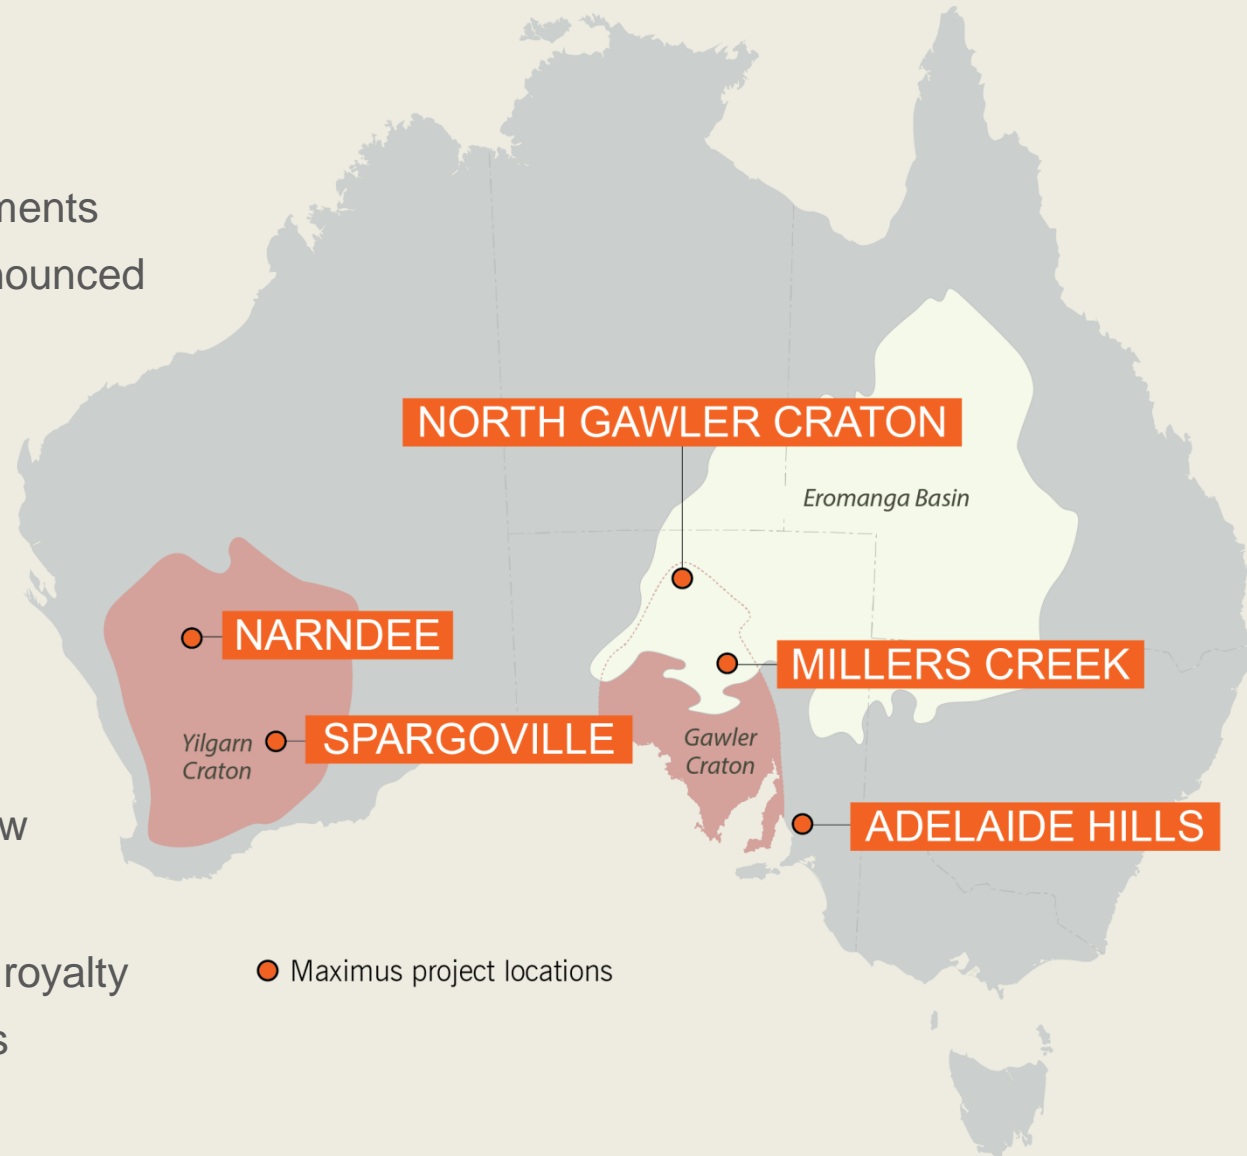 ments
nounced
NORTH GAWLER CRATON
Eromanga Basin
NARNDEE
MILLERS CREEK
SPARGOVILLE
Yilgarn
Craton
Gawler
Craton
ADELAIDE HILLS
w
royalty
s
Maximus project locations